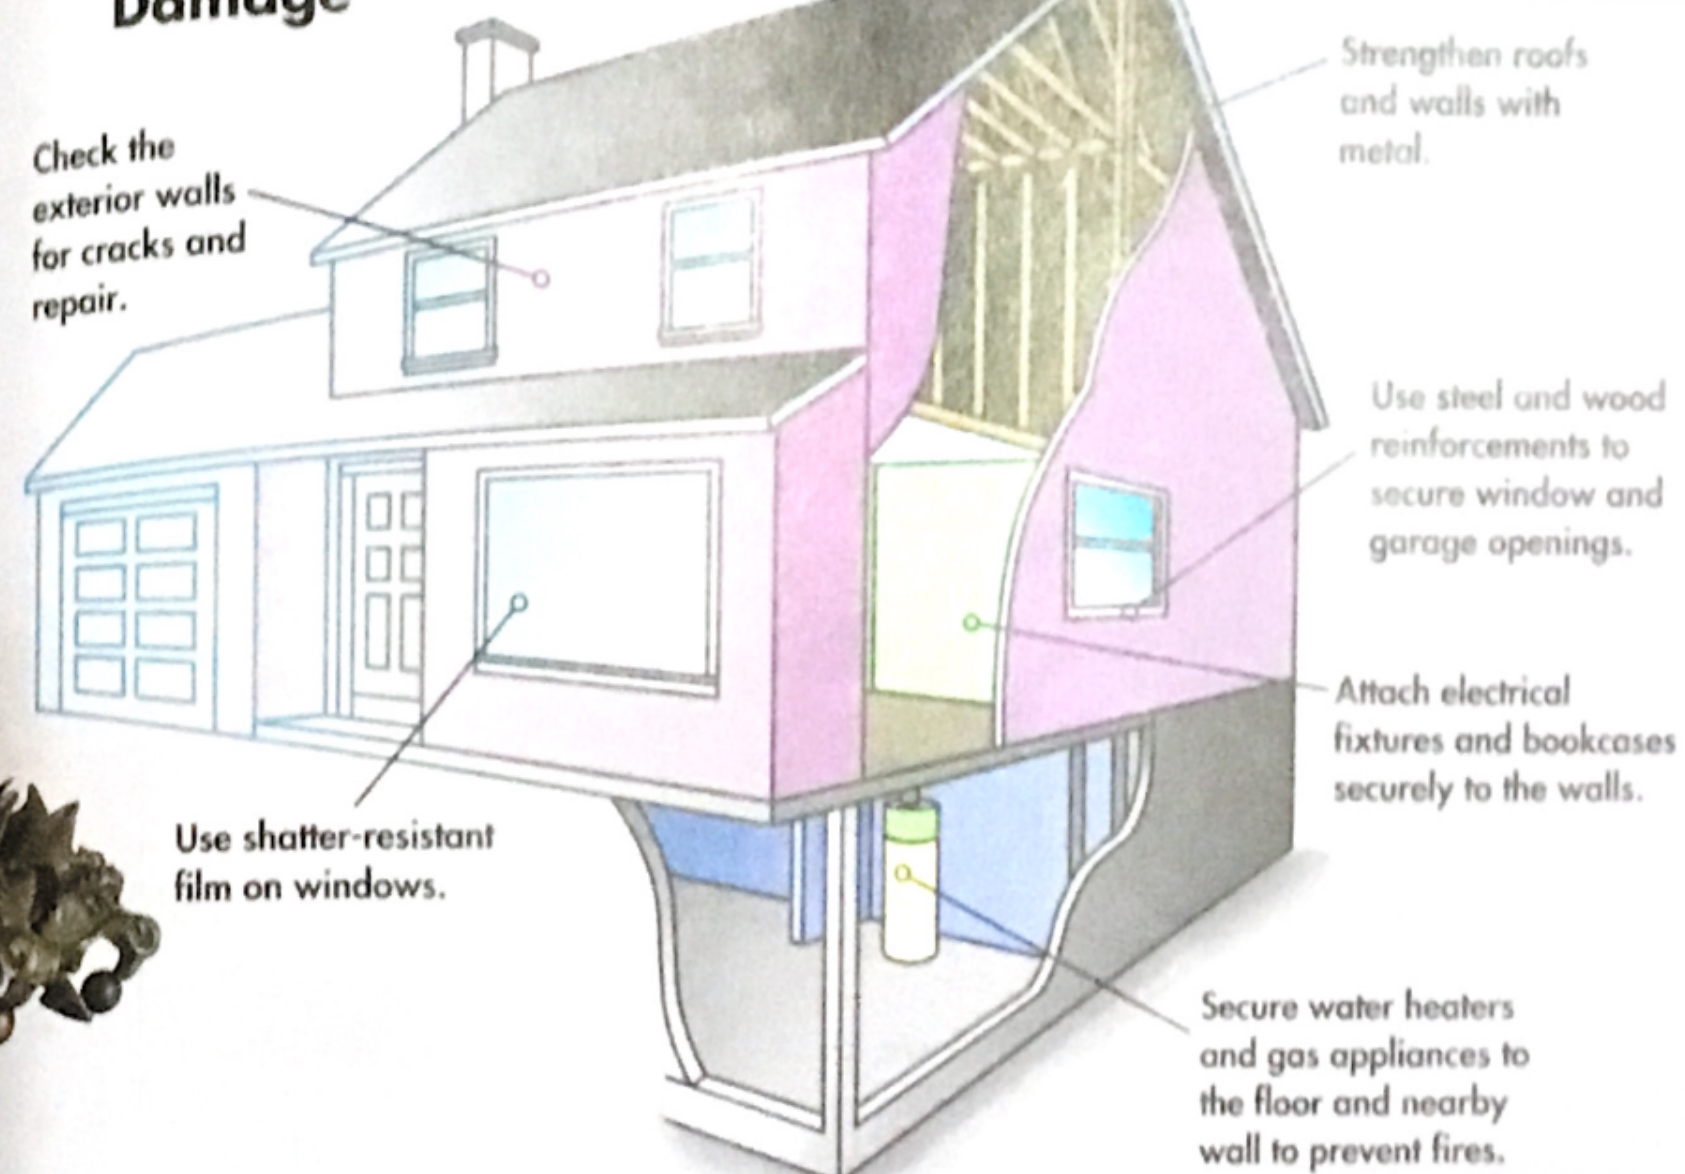 Damage
Check the
exterior walls
for cracks and
repair.
Strengthen roofs
and walls with
metal.
Use steel and wood
reinforcements to
secure window and
garage openings.
Attach electrical
fixtures and bookcases
securely to the walls.
Use shatter-resistant
film on windows.
Secure water heaters
and gas appliances to
the floor and nearby
wall to prevent fires.